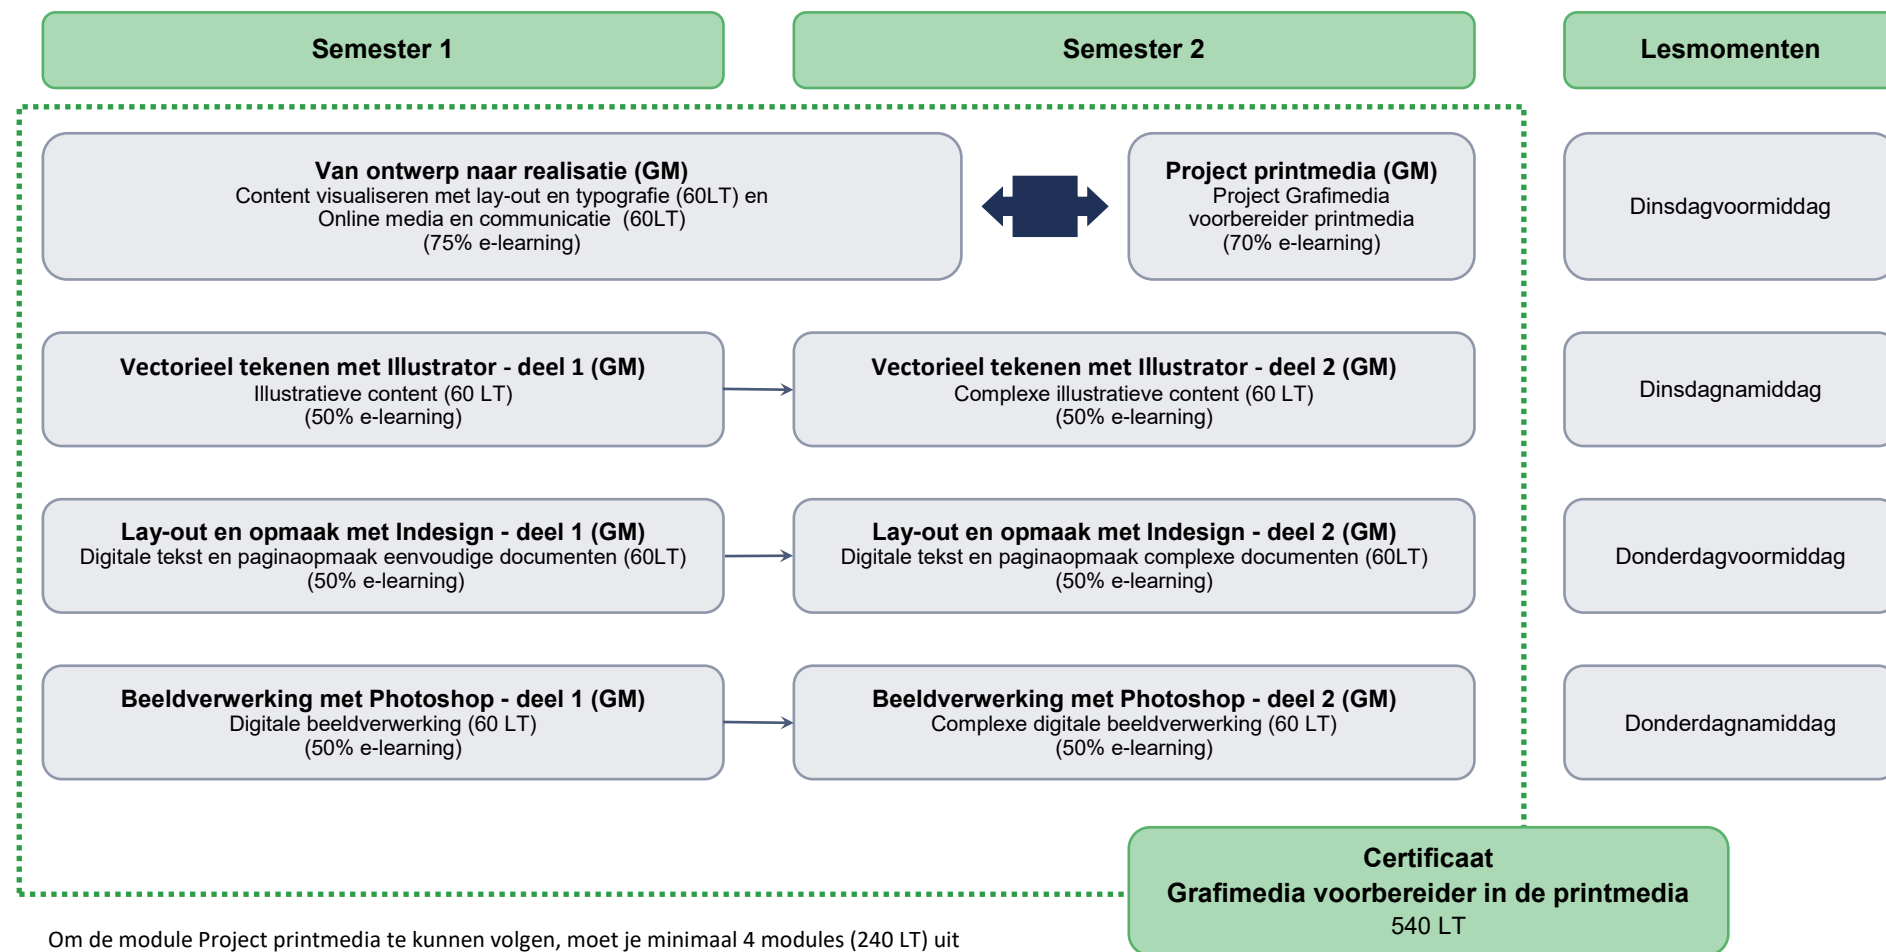 Semester 1
Semester 2
Lesmomenten
Van ontwerp naar realisatie (GM)
Content visualiseren met lay-out en typografie (60LT) en
Online media en communicatie  (60LT)
(75% e-learning)
Project printmedia (GM)
Project Grafimedia
voorbereider printmedia
(70% e-learning)
Dinsdagvoormiddag
Vectorieel tekenen met Illustrator - deel 1 (GM)
Illustratieve content (60 LT)
(50% e-learning)
Vectorieel tekenen met Illustrator - deel 2 (GM)
Complexe illustratieve content (60 LT)
(50% e-learning)
Dinsdagnamiddag
Lay-out en opmaak met Indesign - deel 1 (GM)
Digitale tekst en paginaopmaak eenvoudige documenten (60LT)
(50% e-learning)
Lay-out en opmaak met Indesign - deel 2 (GM)
Digitale tekst en paginaopmaak complexe documenten (60LT)
(50% e-learning)
Donderdagvoormiddag
Beeldverwerking met Photoshop - deel 1 (GM)
Digitale beeldverwerking (60 LT)
(50% e-learning)
Beeldverwerking met Photoshop - deel 2 (GM)
Complexe digitale beeldverwerking (60 LT)
(50% e-learning)
Donderdagnamiddag
Certificaat
Grafimedia voorbereider in de printmedia
540 LT
Om de module Project printmedia te kunnen volgen, moet je minimaal 4 modules (240 LT) uit